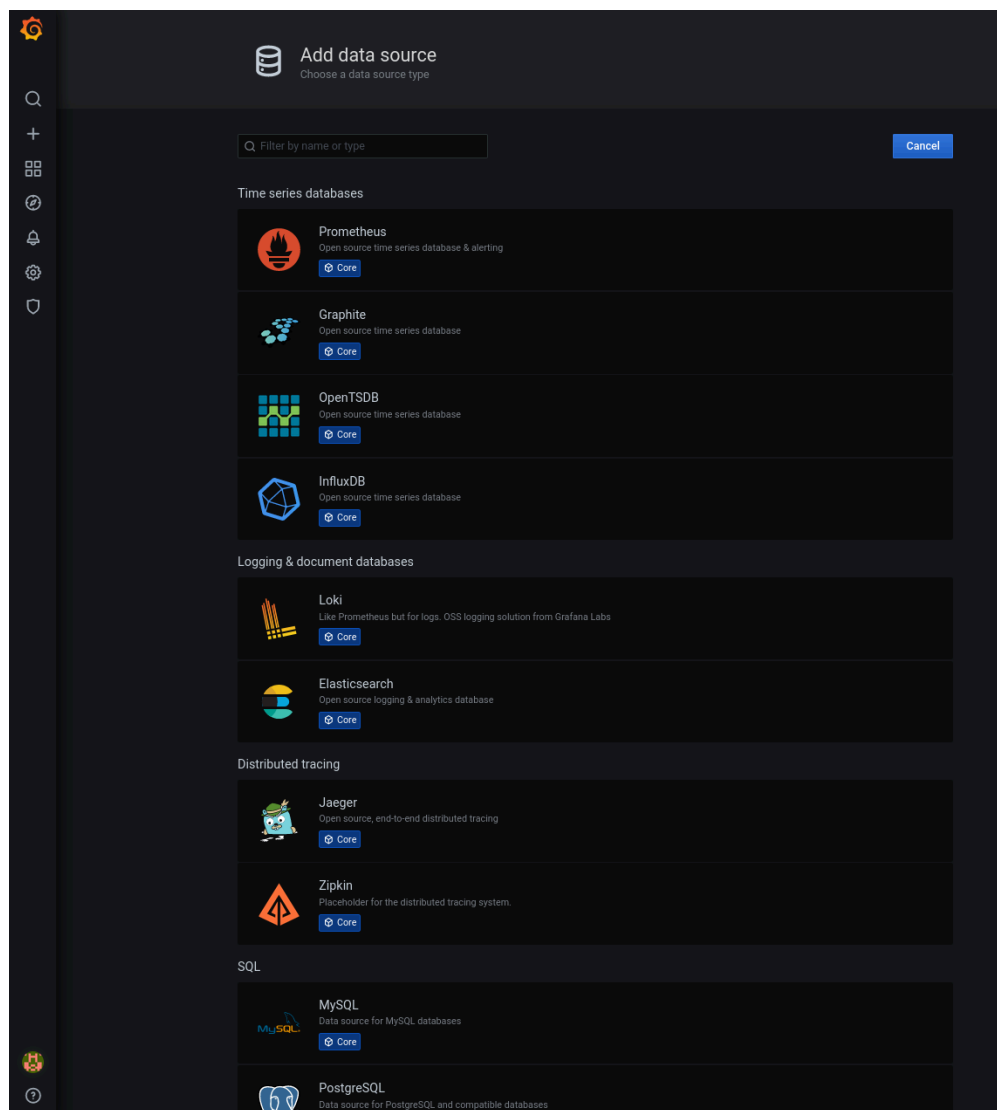 Add data source
Choose a data source type
Filter by name or type
Cancel
Time series databases
Prometheus
Open source time series database & alerting
Core
Graphite
Open source time series database
Core
OpenTSDB
Open source time series database
Core
InfluxDB
Open source time series database
Core
Logging & document databases
Loki
Like Prometheus but for logs. OSS logging solution from Grafana Labs
Core
Elasticsearch
Open source logging & analytics database
Core
Distributed tracing
Jaeger
Open source, end-to-end distributed tracing
Core
Zipkin
Placeholder for the distributed tracing system.
Core
SQL
MySQL
MySQL.
Data source for MySQL databases
Core
PostgreSQL
Data source for PostgreSQL and compatible databases